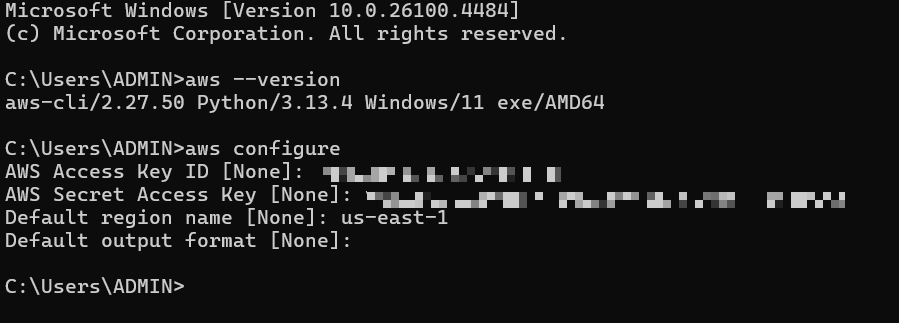 Microsoft Windows [Version 10.0.26100.4484]
(c) Microsoft Corporation. All rights reserved.
C:\Users\ADMIN>aws --version
aws-cli/2.27.50 Python/3.13.4 Windows/11 exe/AMD64
C:\Users\ADMIN>aws configure
AWS Access Key ID [None]:
AWS Secret Access Key [None]:
Default region name [None]: us-east-1
Default output format [None]:
C:\Users\ADMIN>